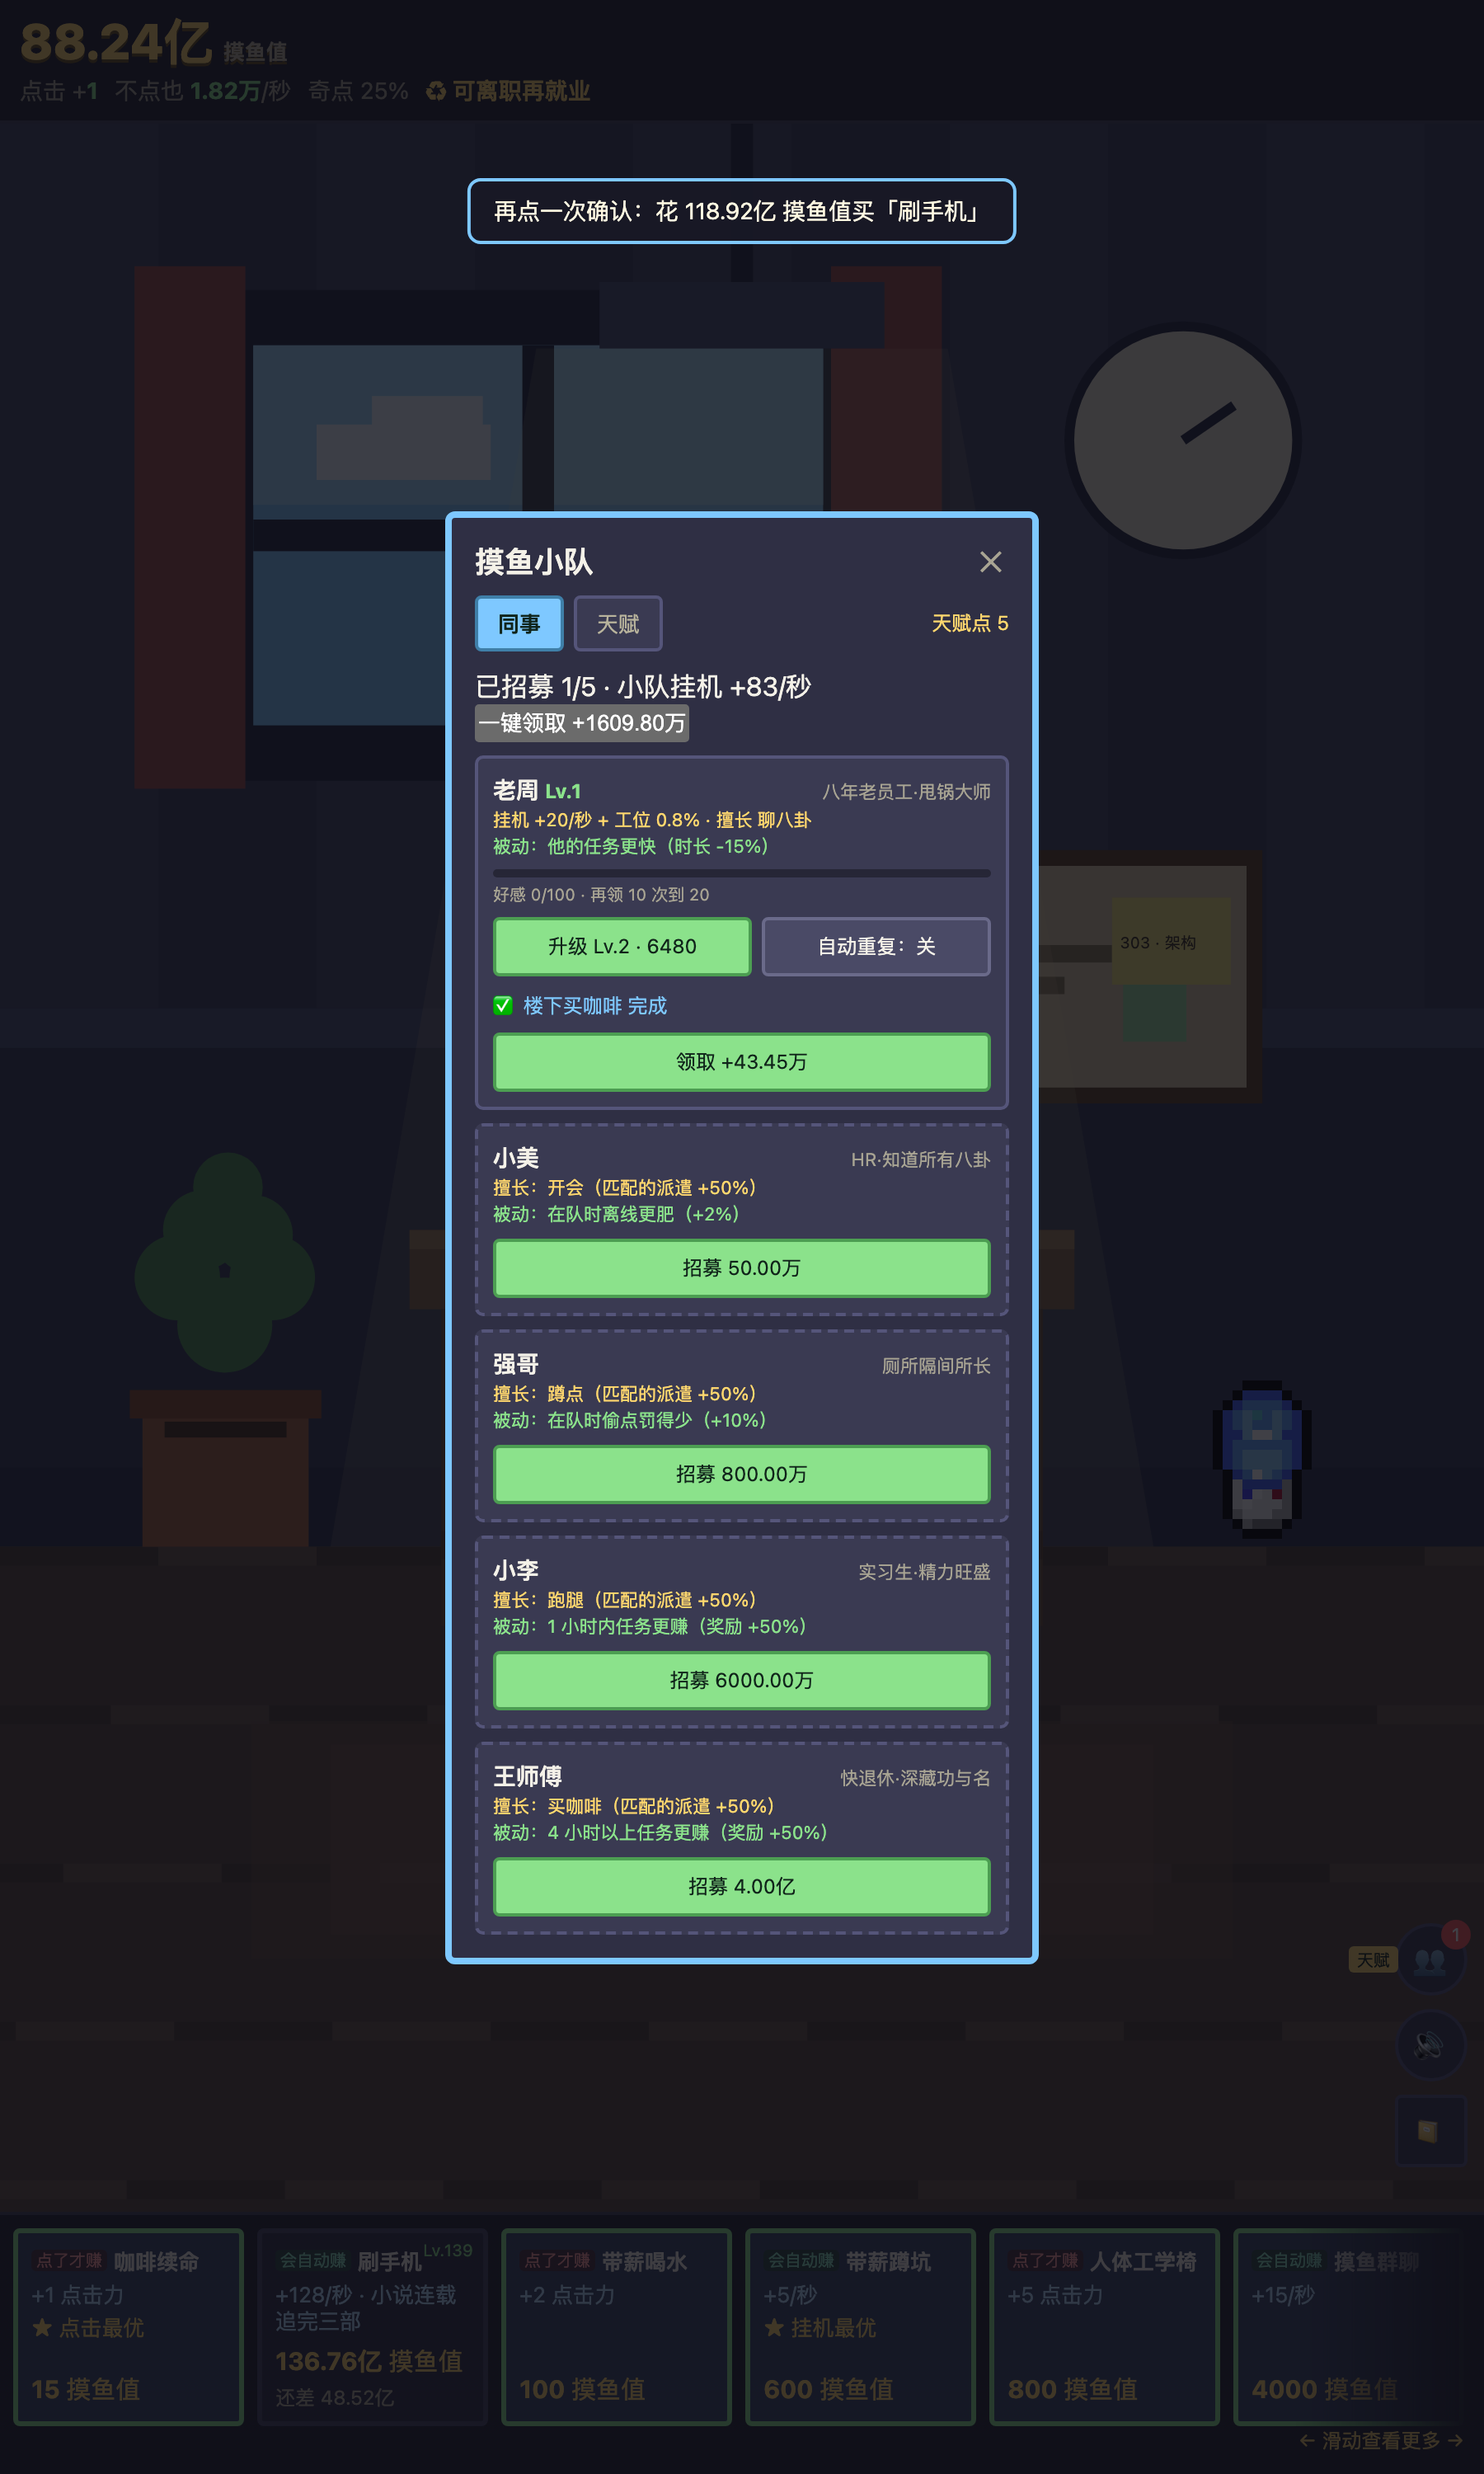 88.24亿 摸鱼值
点击 +1 不点也 1.82万/秒 奇点 25% ♻ 可离职再就业
再点一次确认：花 118.92亿 摸鱼值买「刷手机」
摸鱼小队
同事 天赋 天赋点 5
已招募 1/5 · 小队挂机 +83/秒
一键领取 +1609.80万
老周 Lv.1 八年老员工·甩锅大师
挂机 +20/秒 + 工位 0.8% · 擅长 聊八卦
被动：他的任务更快（时长 -15%）
好感 0/100 · 再领 10 次到 20
升级 Lv.2 · 6480 自动重复：关
✅ 楼下买咖啡 完成
领取 +43.45万
303 · 架构
小美 HR·知道所有八卦
擅长：开会（匹配的派遣 +50%）
被动：在队时离线更肥（+2%）
招募 50.00万
强哥 厕所隔间所长
擅长：蹲点（匹配的派遣 +50%）
被动：在队时偷点罚得少（+10%）
招募 800.00万
小李 实习生·精力旺盛
擅长：跑腿（匹配的派遣 +50%）
被动：1 小时内任务更赚（奖励 +50%）
招募 6000.00万
王师傅 快退休·深藏功与名
擅长：买咖啡（匹配的派遣 +50%）
被动：4 小时以上任务更赚（奖励 +50%）
招募 4.00亿
天赋
1
点了才赚 咖啡续命
+1 点击力
★ 点击最优
15 摸鱼值
会自动赚 刷手机 Lv.139
+128/秒 · 小说连载
追完三部
136.76亿 摸鱼值
还差 48.52亿
点了才赚 带薪喝水
+2 点击力
100 摸鱼值
会自动赚 带薪蹲坑
+5/秒
★ 挂机最优
600 摸鱼值
点了才赚 人体工学椅
+5 点击力
800 摸鱼值
会自动赚 摸鱼群聊
+15/秒
4000 摸鱼值
← 滑动查看更多 →